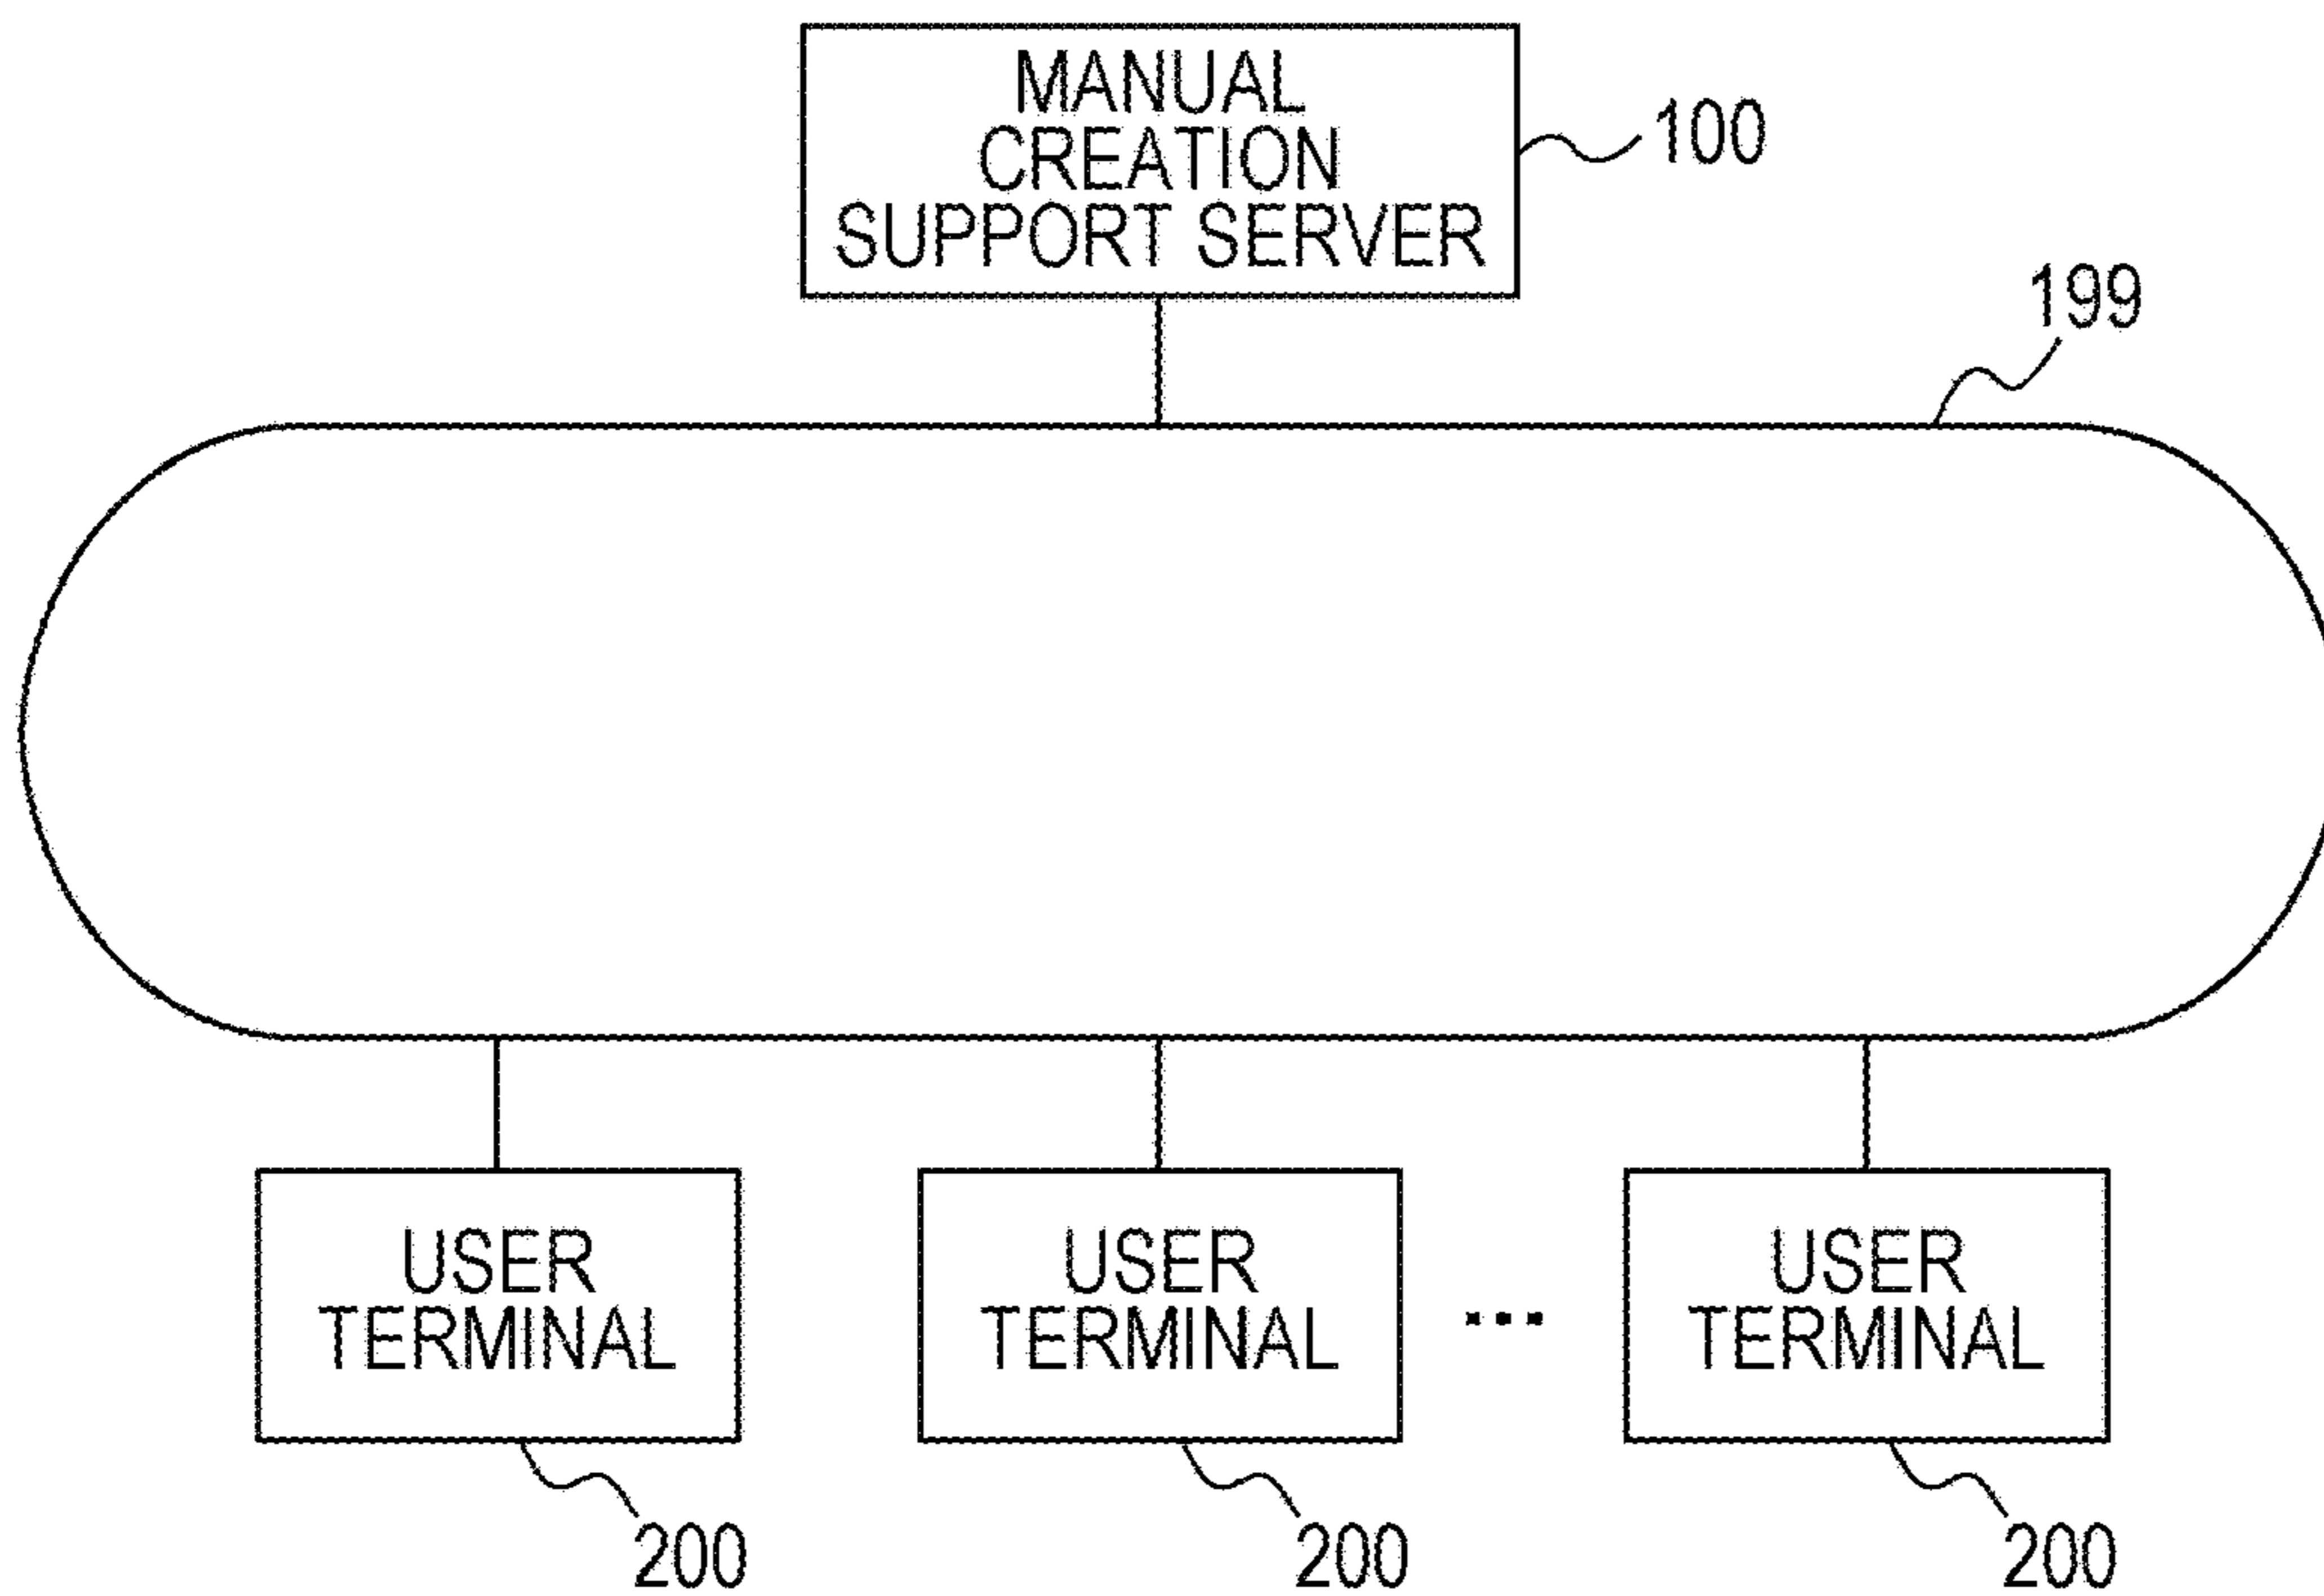 MANUAL
CREATION
SUPPORT SERVER
100
199
USER
TERMINAL
USER
TERMINAL
...
USER
TERMINAL
200
200
200